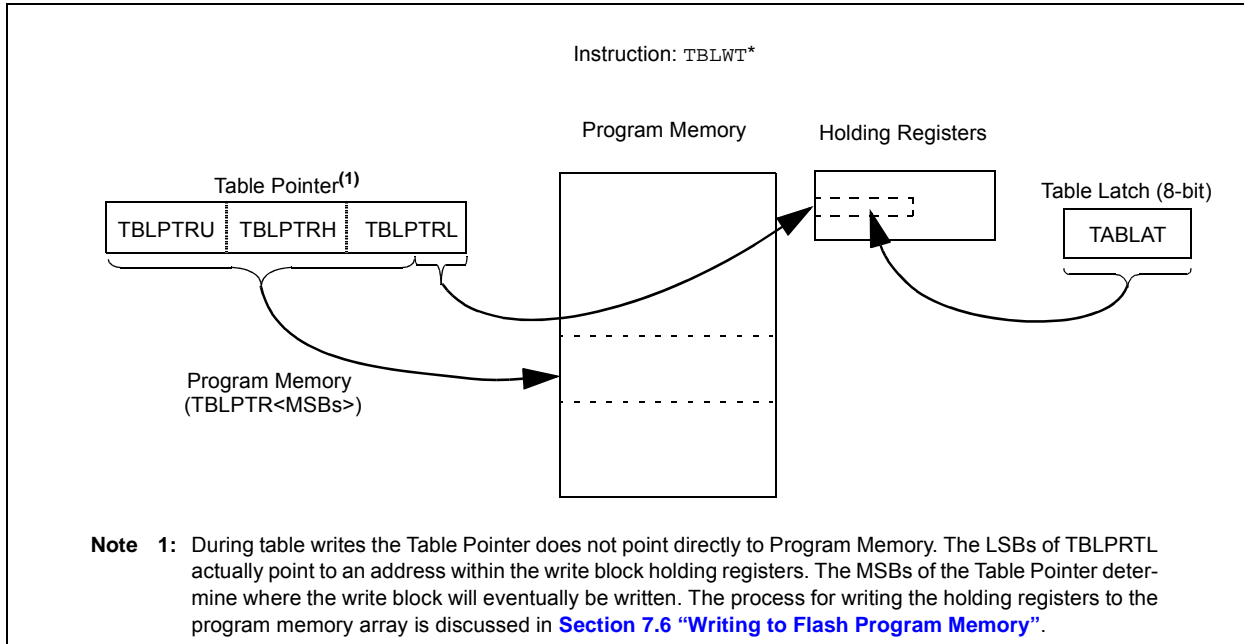 Instruction: TBLWT*
Program Memory
Holding Registers
Table Pointer(1)
Table Latch (8-bit)
TBLPTRU TBLPTRH TBLPTRL
TABLAT
Program Memory
(TBLPTR<MSBs>)
Note 1: During table writes the Table Pointer does not point directly to Program Memory. The LSBs of TBLPRTL
actually point to an address within the write block holding registers. The MSBs of the Table Pointer deter-
mine where the write block will eventually be written. The process for writing the holding registers to the
program memory array is discussed in Section 7.6 “Writing to Flash Program Memory”.